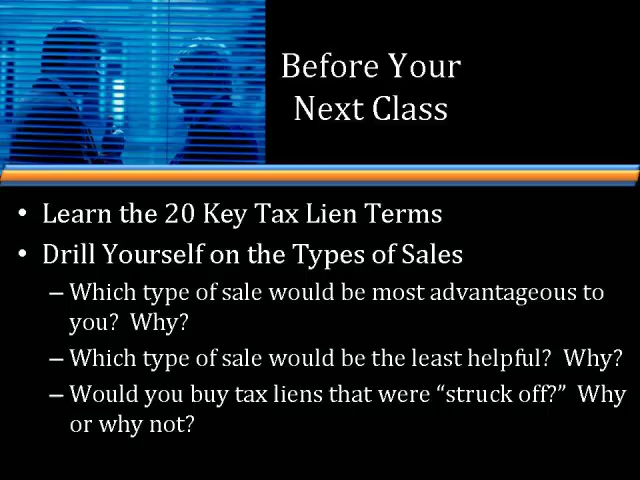 Before Your
Next Class
• Learn the 20 Key Tax Lien Terms
• Drill Yourself on the Types of Sales
– Which type of sale would be most advantageous to
you?  Why?
– Which type of sale would be the least helpful?  Why?
– Would you buy tax liens that were “struck off?”  Why
or why not?